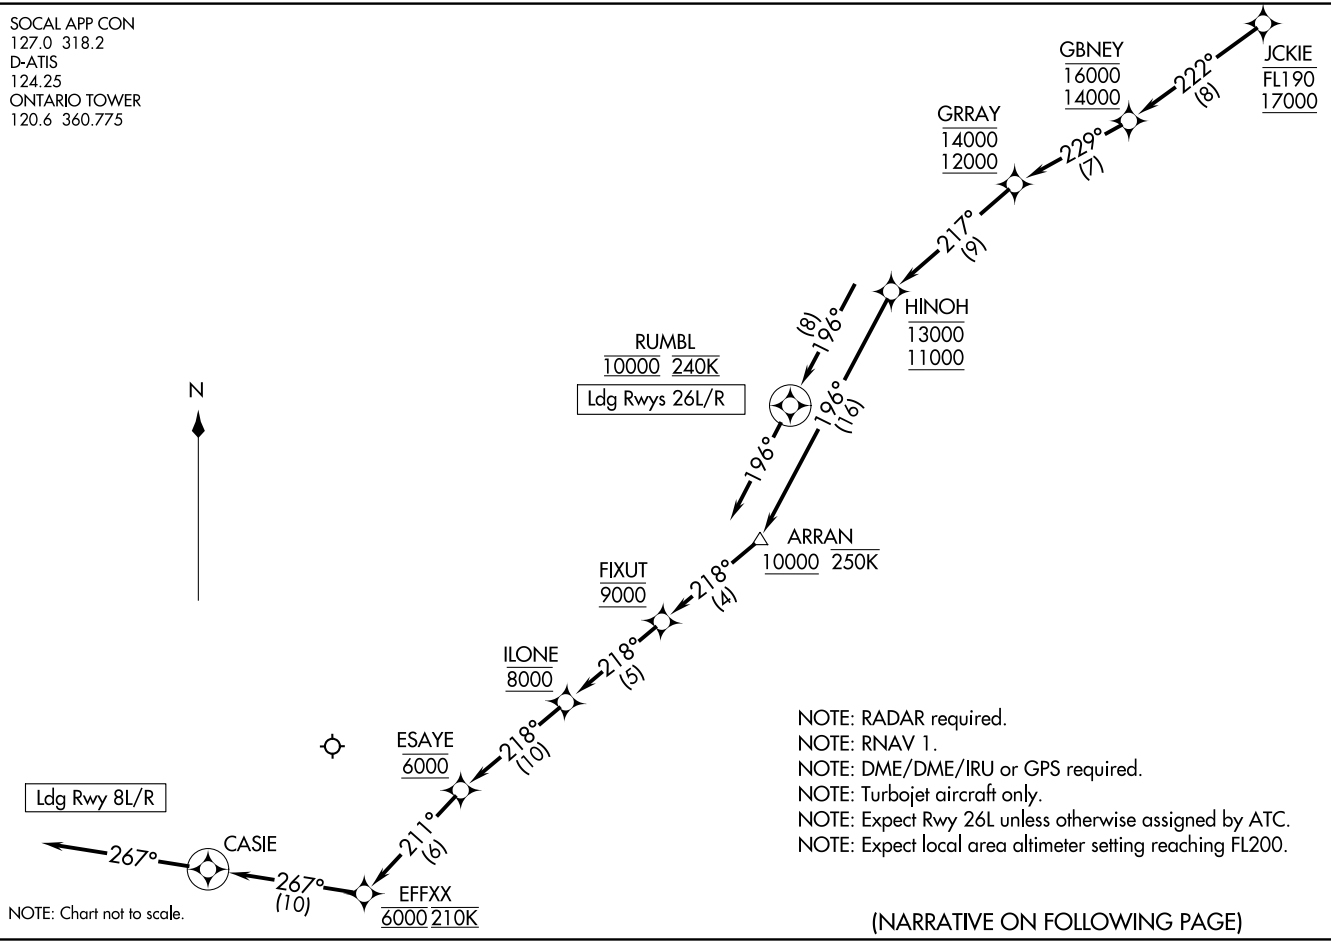 SOCAL APP CON
127.0 318.2
D-ATIS
124.25
ONTARIO TOWER
120.6 360.775
JCKIE
FL190
17000
222°
(8)
GBNEY
16000
14000
229°
(7)
GRRAY
14000
12000
217°
(9)
HINOH
13000
11000
(8)
196°
RUMBL
10000 240K
Ldg Rwys 26L/R
196°
196°
(16)
N
ARRAN
10000 250K
218°
(4)
FIXUT
9000
218°
(5)
ILONE
8000
218°
(10)
ESAYE
6000
211°
(6)
Ldg Rwy 8L/R
CASIE
267°
267°
(10)
EFFXX
6000 210K
NOTE: RADAR required.
NOTE: RNAV 1.
NOTE: DME/DME/IRU or GPS required.
NOTE: Turbojet aircraft only.
NOTE: Expect Rwy 26L unless otherwise assigned by ATC.
NOTE: Expect local area altimeter setting reaching FL200.
NOTE: Chart not to scale.
(NARRATIVE ON FOLLOWING PAGE)